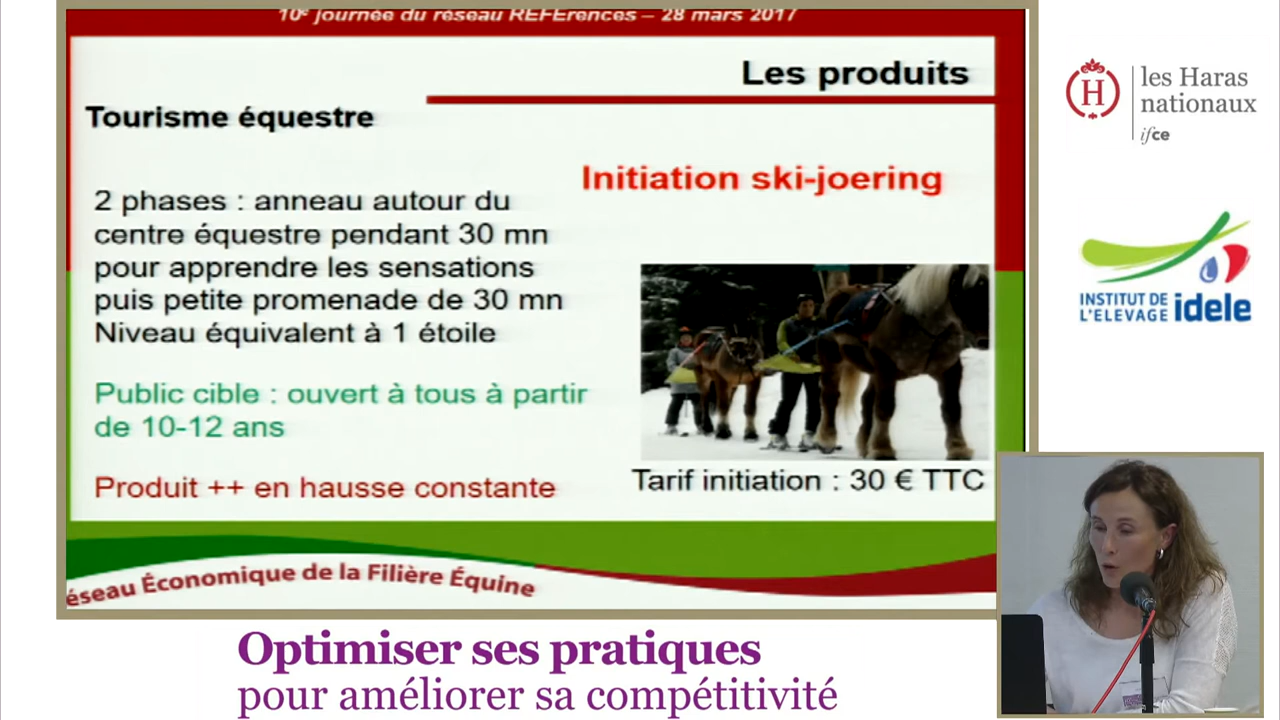 10e journée du réseau REFErences – 28 mars 2017
Les produits
Tourisme équestre
Initiation ski-joering
2 phases : anneau autour du
centre équestre pendant 30 mn
pour apprendre les sensations
puis petite promenade de 30 mn
Niveau équivalent à 1 étoile
Public cible : ouvert à tous à partir
de 10-12 ans
Produit ++ en hausse constante
Tarif initiation : 30 € TTC
éseau Économique de la Filière Équine
Optimiser ses pratiques
pour améliorer sa compétitivité
H
les Haras
nationaux
ifce
INSTITUT DE
L'ELEVAGE idele